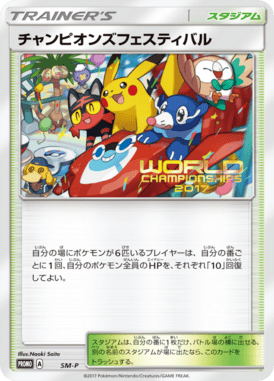 TRAINER'S
スタジアム
チャンピオンズフェスティバル
WORLD
CHAMPIONSHIPS
2017
自分の場にポケモンが6匹いるプレイヤーは、自分の番ご
とに1回、自分のポケモン全員のHPを、それぞれ「10」回復
してよい。
Illus.Naoki Saito
PROMO A SM-P
スタジアムは、自分の番に1枚だけ、バトル場の横に出せる。
別の名前のスタジアムが場に出たなら、このカードを
トラッシュする。
©2017 Pokémon/Nintendo/Creatures/GAME FREAK.